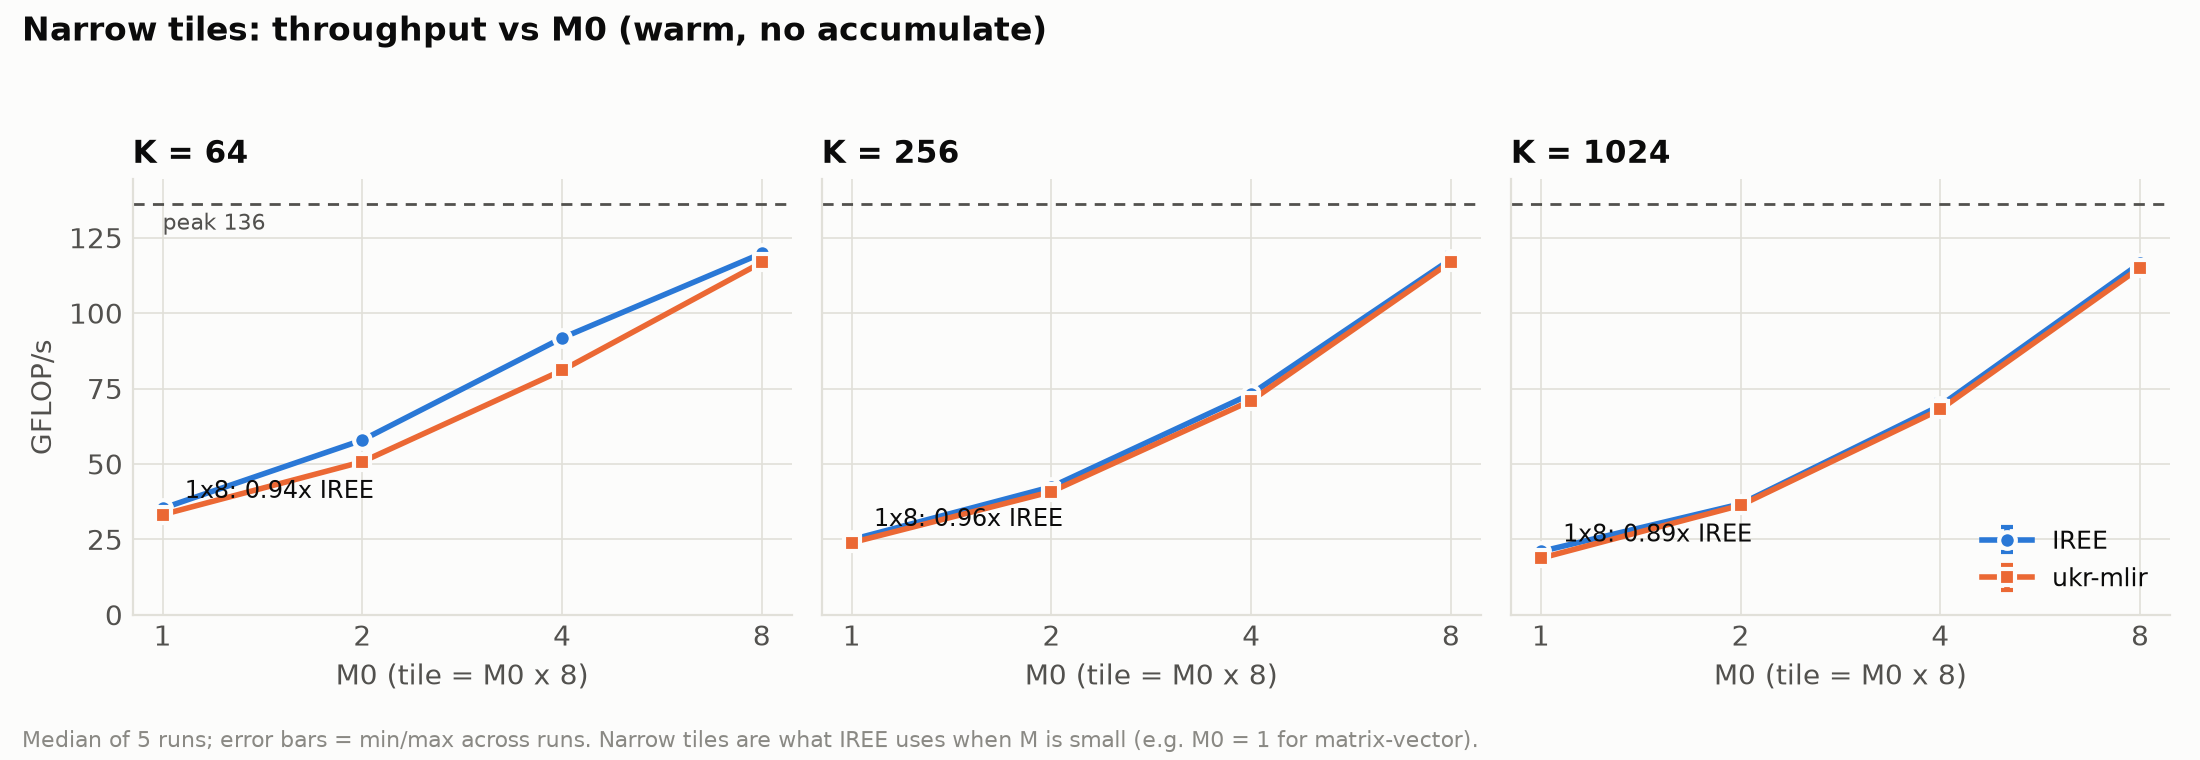 Narrow tiles: throughput vs M0 (warm, no accumulate)
K = 64
K = 256
K = 1024
peak 136
125
100
75
50
25
0
GFLOP/s
1x8: 0.94x IREE
1x8: 0.96x IREE
1x8: 0.89x IREE
IREE
ukr-mlir
1 2 4 8
1 2 4 8
1 2 4 8
M0 (tile = M0 x 8)
M0 (tile = M0 x 8)
M0 (tile = M0 x 8)
Median of 5 runs; error bars = min/max across runs. Narrow tiles are what IREE uses when M is small (e.g. M0 = 1 for matrix-vector).